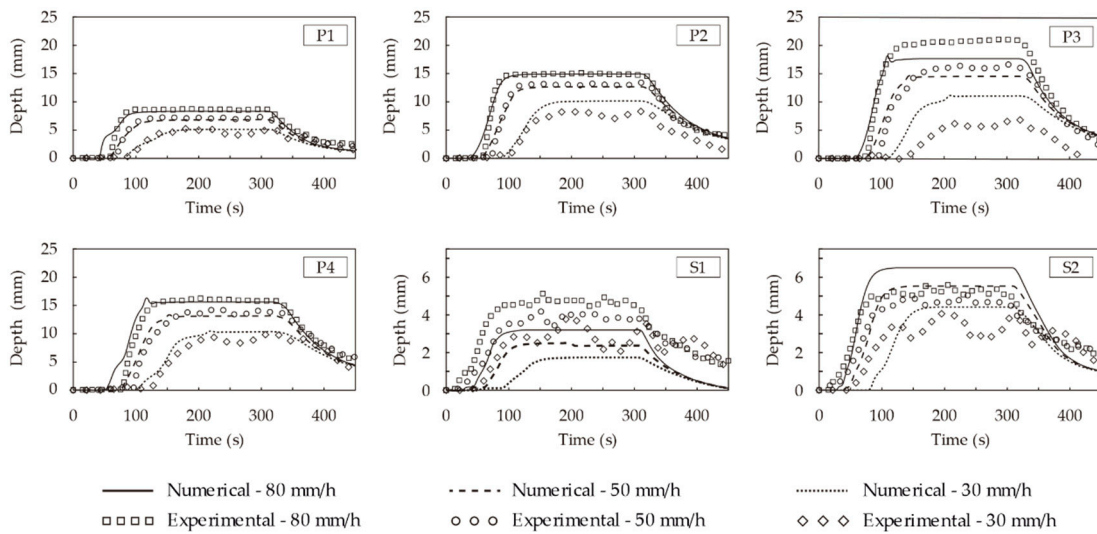 25
20
15
10
5
0
Depth (mm)
P1
0 100 200 300 400
Time (s)
25
20
15
10
5
0
Depth (mm)
P2
0 100 200 300 400
Time (s)
25
20
15
10
5
0
Depth (mm)
P3
0 100 200 300 400
Time (s)
25
20
15
10
5
0
Depth (mm)
P4
0 100 200 300 400
Time (s)
6
4
2
0
Depth (mm)
S1
0 100 200 300 400
Time (s)
6
4
2
0
Depth (mm)
S2
0 100 200 300 400
Time (s)
Numerical - 80 mm/h Numerical - 50 mm/h Numerical - 30 mm/h
Experimental - 80 mm/h Experimental - 50 mm/h Experimental - 30 mm/h